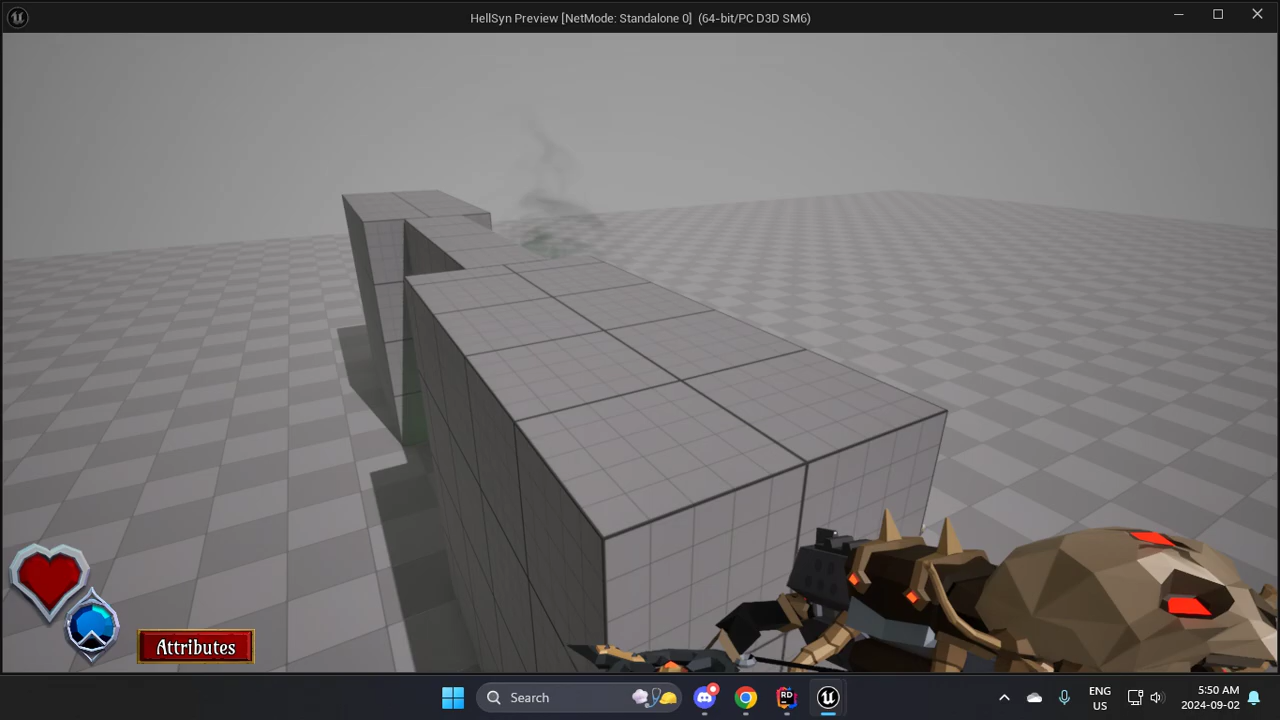 HellSyn Preview [NetMode: Standalone 0] (64-bit/PC D3D SM6)
Attributes
Search
RD
ENG
US
5:50 AM
2024-09-02